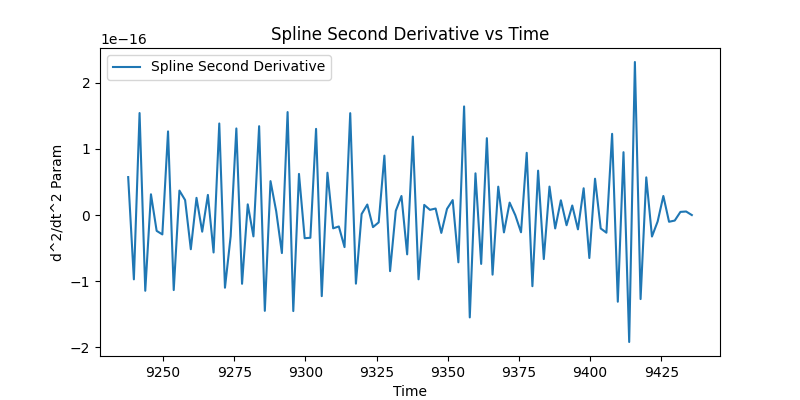 Spline Second Derivative vs Time
1e−16
Spline Second Derivative
2
1
0
−1
−2
d^2/dt^2 Param
9250 9275 9300 9325 9350 9375 9400 9425
Time